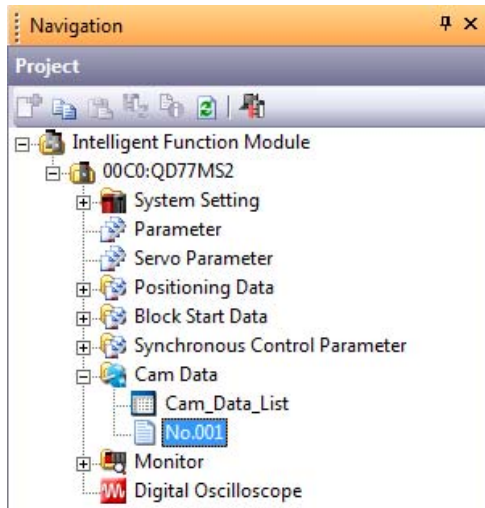 Navigation
Project
Intelligent Function Module
00C0:QD77MS2
System Setting
Parameter
Servo Parameter
Positioning Data
Block Start Data
Synchronous Control Parameter
Cam Data
Cam_Data_List
No.001
Monitor
Digital Oscilloscope